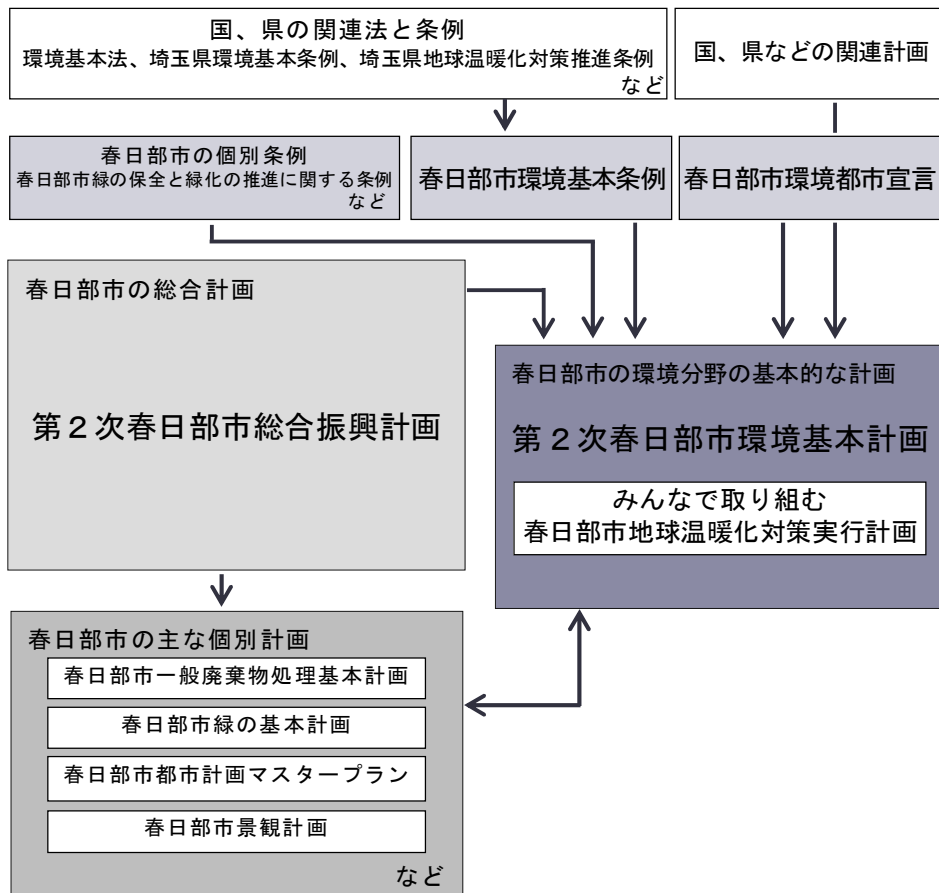 国、県の関連法と条例
環境基本法、埼玉県環境基本条例、埼玉県地球温暖化対策推進条例
など
国、県などの関連計画
春日部市の個別条例
春日部市緑の保全と緑化の推進に関する条例
など
春日部市環境基本条例
春日部市環境都市宣言
春日部市の総合計画
第2次春日部市総合振興計画
春日部市の環境分野の基本的な計画
第2次春日部市環境基本計画
みんなで取り組む
春日部市地球温暖化対策実行計画
春日部市の主な個別計画
春日部市一般廃棄物処理基本計画
春日部市緑の基本計画
春日部市都市計画マスタープラン
春日部市景観計画
など